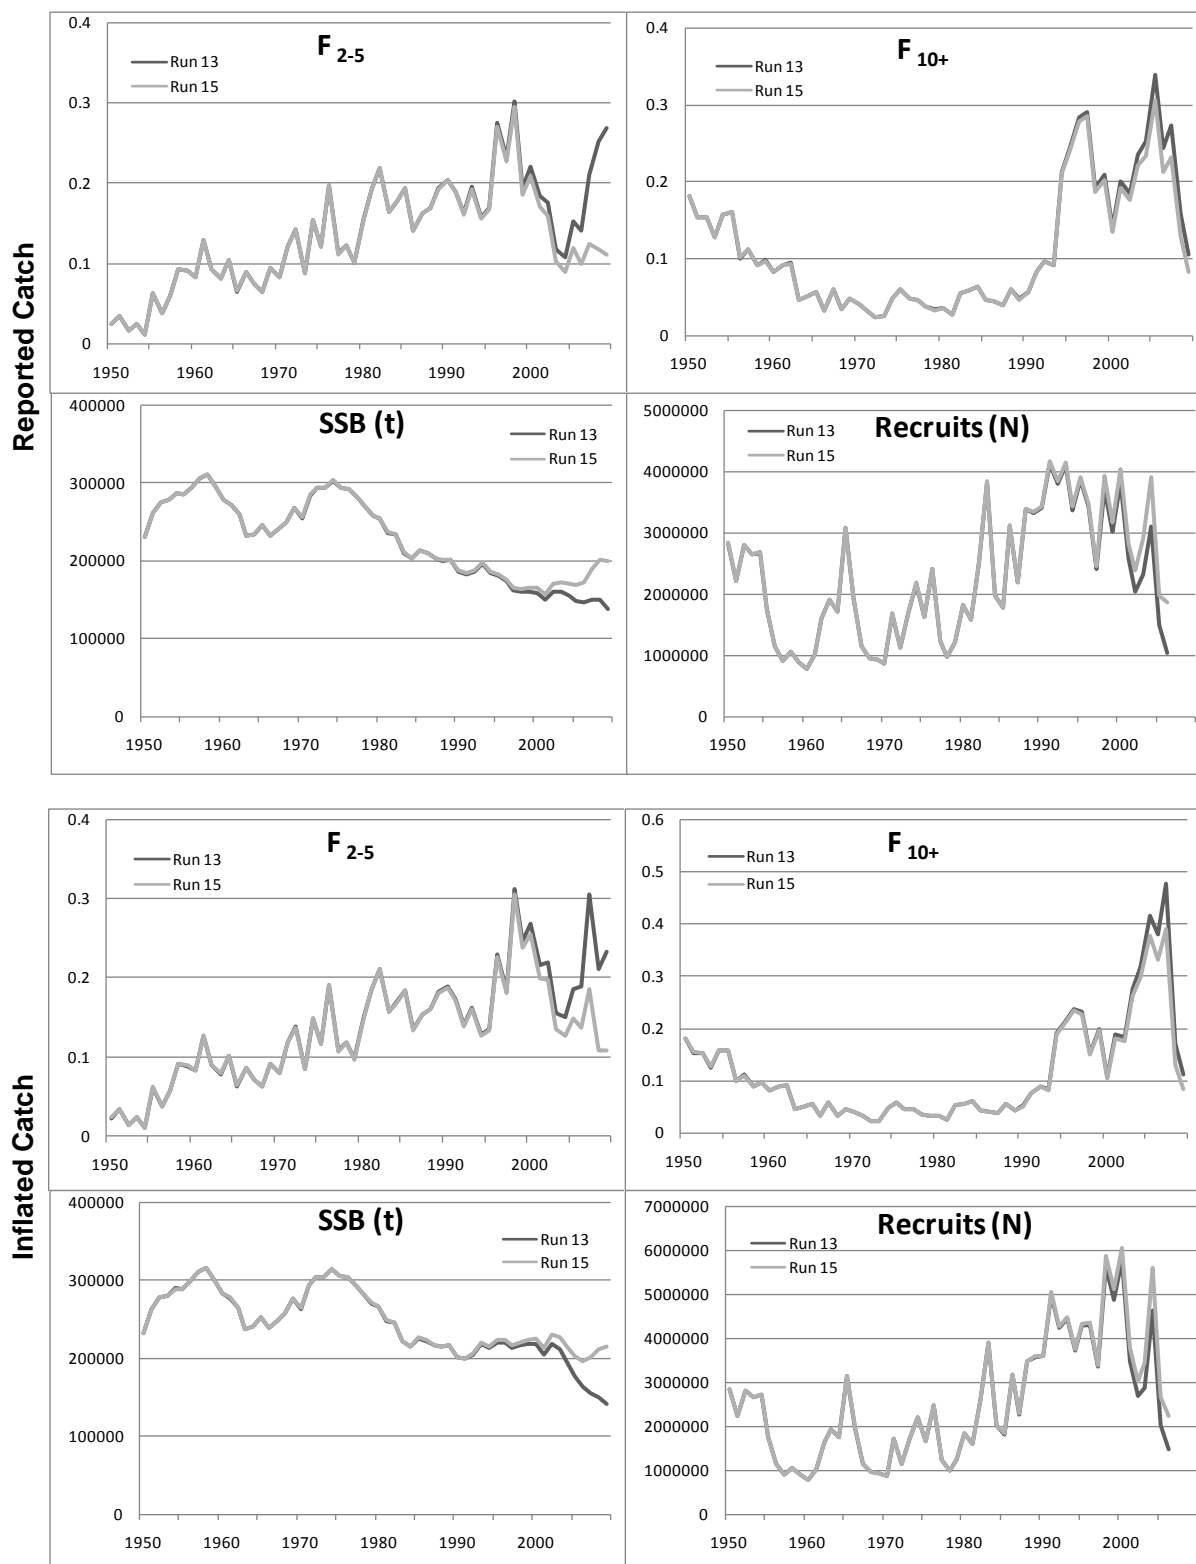 Reported Catch
F 2-5
Run 13
Run 15
0.4
0.3
0.2
0.1
0
1950 1960 1970 1980 1990 2000
F 10+
Run 13
Run 15
0.4
0.3
0.2
0.1
0
1950 1960 1970 1980 1990 2000
SSB (t)
Run 13
Run 15
400000
300000
200000
100000
0
1950 1960 1970 1980 1990 2000
Recruits (N)
Run 13
Run 15
5000000
4000000
3000000
2000000
1000000
0
1950 1960 1970 1980 1990 2000
Inflated Catch
F 2-5
Run 13
Run 15
0.4
0.3
0.2
0.1
0
1950 1960 1970 1980 1990 2000
F 10+
Run 13
Run 15
0.6
0.5
0.4
0.3
0.2
0.1
0
1950 1960 1970 1980 1990 2000
SSB (t)
Run 13
Run 15
400000
300000
200000
100000
0
1950 1960 1970 1980 1990 2000
Recruits (N)
Run 13
Run 15
7000000
6000000
5000000
4000000
3000000
2000000
1000000
0
1950 1960 1970 1980 1990 2000